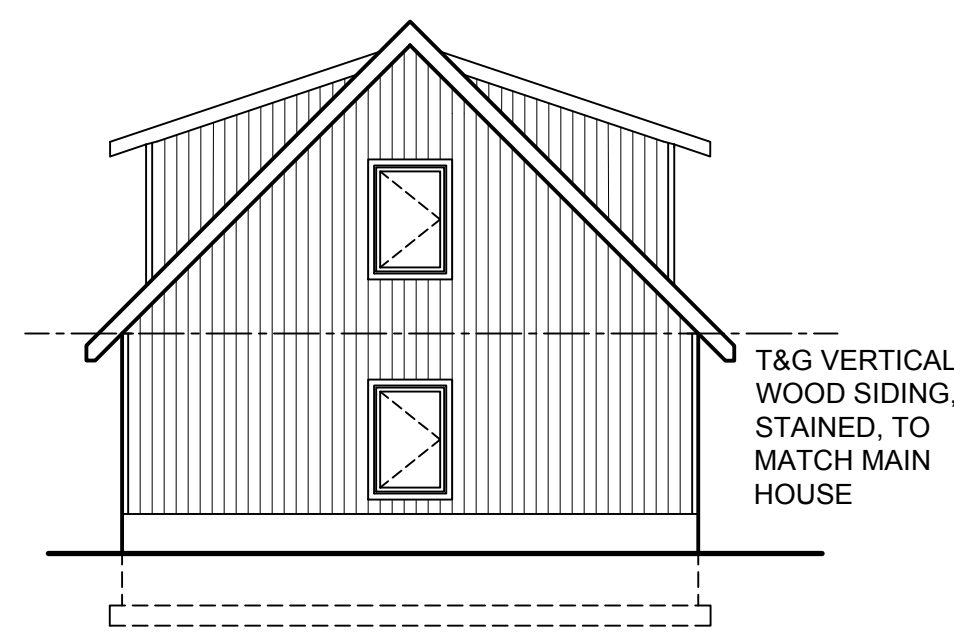 T&G VERTICAL
WOOD SIDING,
STAINED, TO
MATCH MAIN
HOUSE